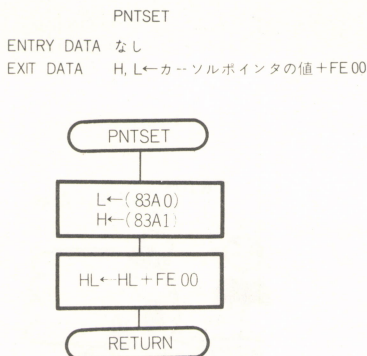 PNTSET
ENTRY DATA なし
EXIT DATA H, L←カーソルポインタの値+FE00
PNTSET
L←(83A0)
H←(83A1)
HL←HL+FE00
RETURN